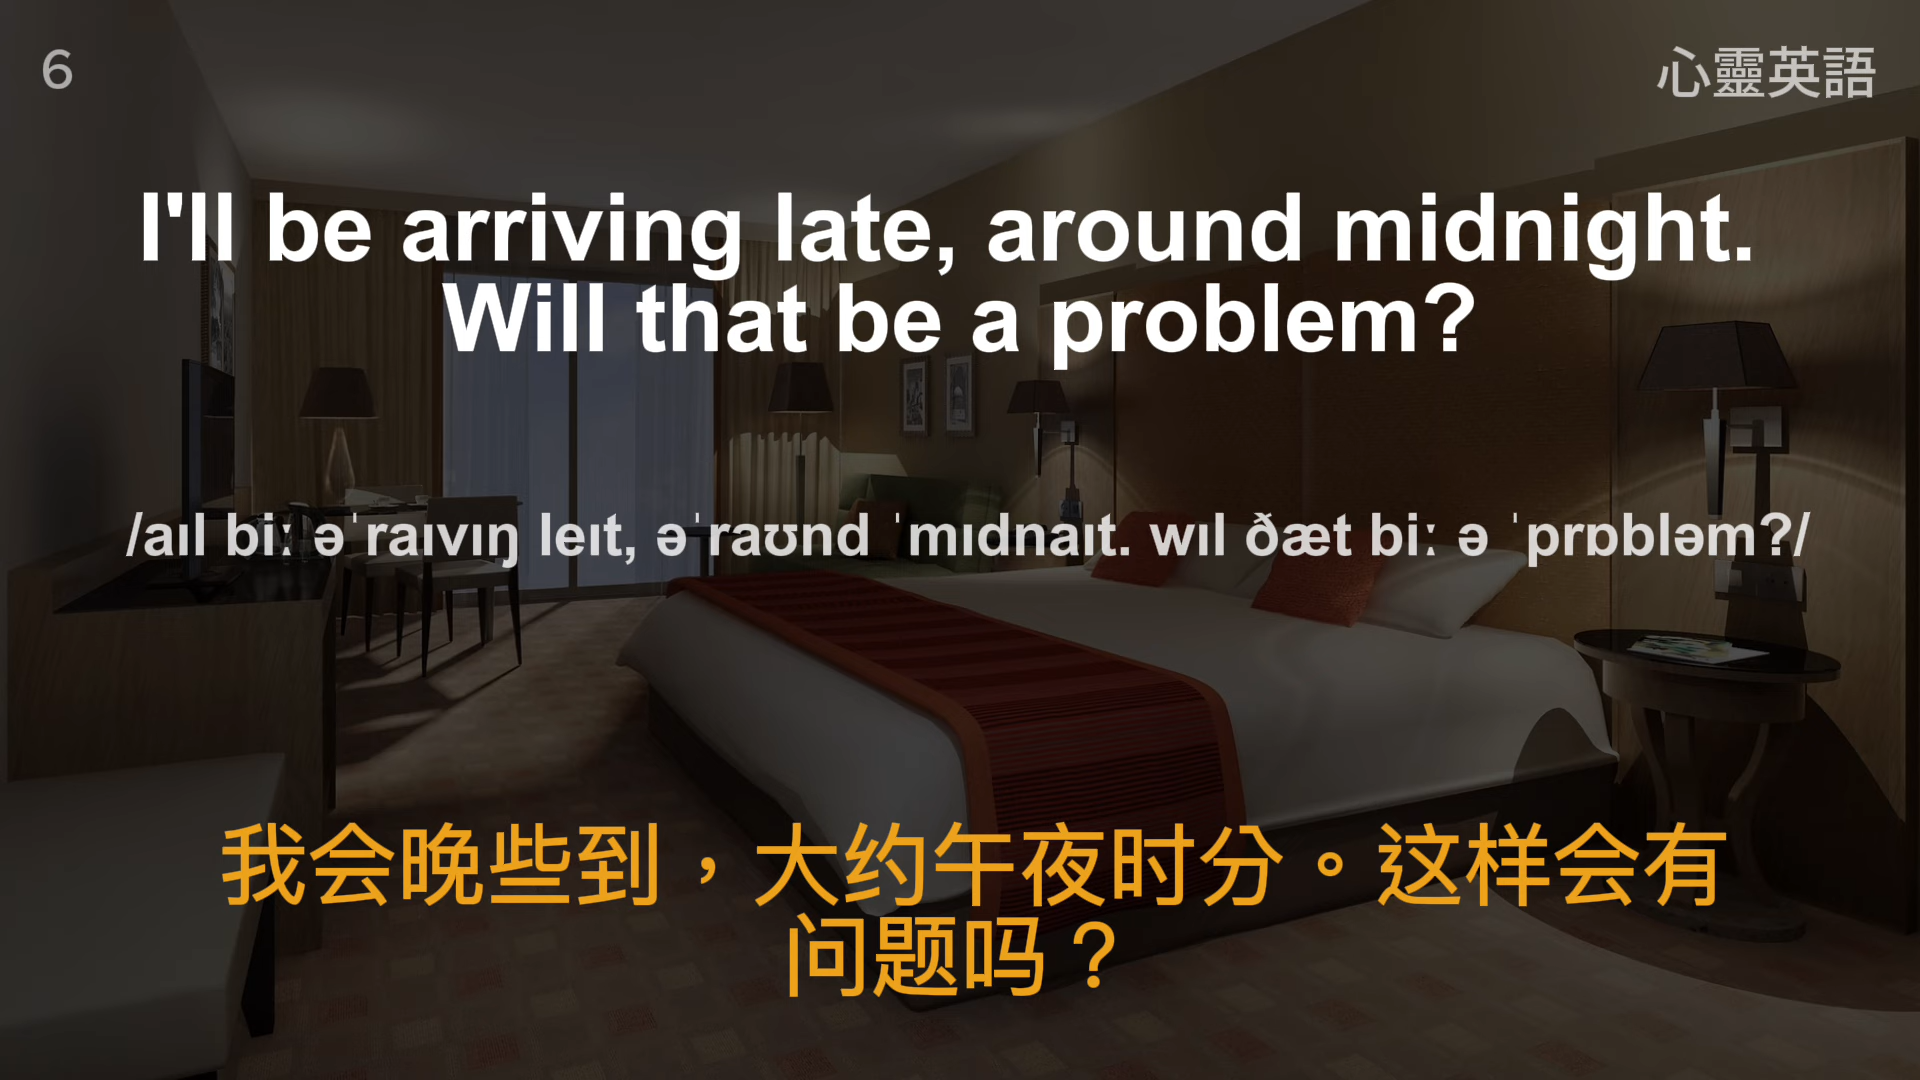 6
心靈英語
I'll be arriving late, around midnight.
Will that be a problem?
/aɪl biː əˈraɪvɪŋ leɪt, əˈraʊnd ˈmɪdnaɪt. wɪl ðæt biː ə ˈprɒbləm?/
我会晚些到，大约午夜时分。这样会有
问题吗？